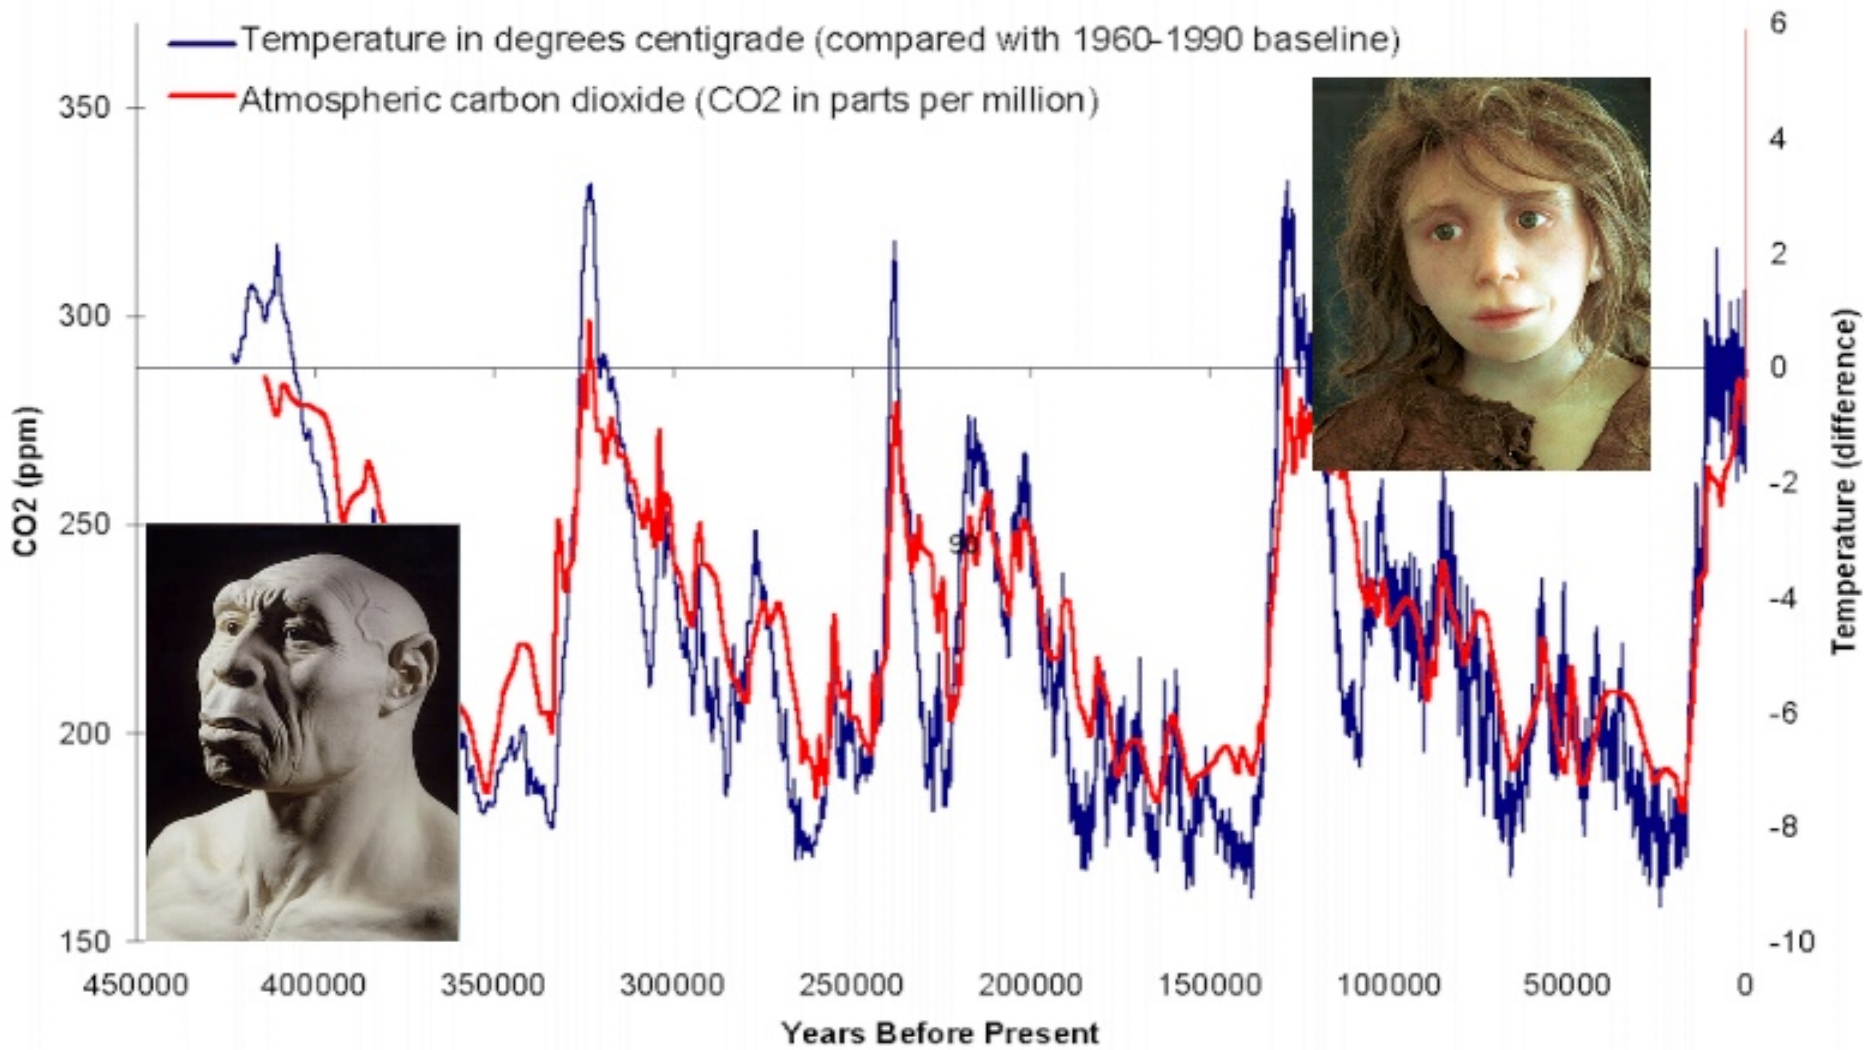 Temperature in degrees centigrade (compared with 1960-1990 baseline)
Atmospheric carbon dioxide (CO2 in parts per million)
CO2 (ppm)
350
300
250
200
150
6
4
2
0
-2
-4
-6
-8
-10
Temperature (difference)
450000 400000 350000 300000 250000 200000 150000 100000 50000 0
Years Before Present